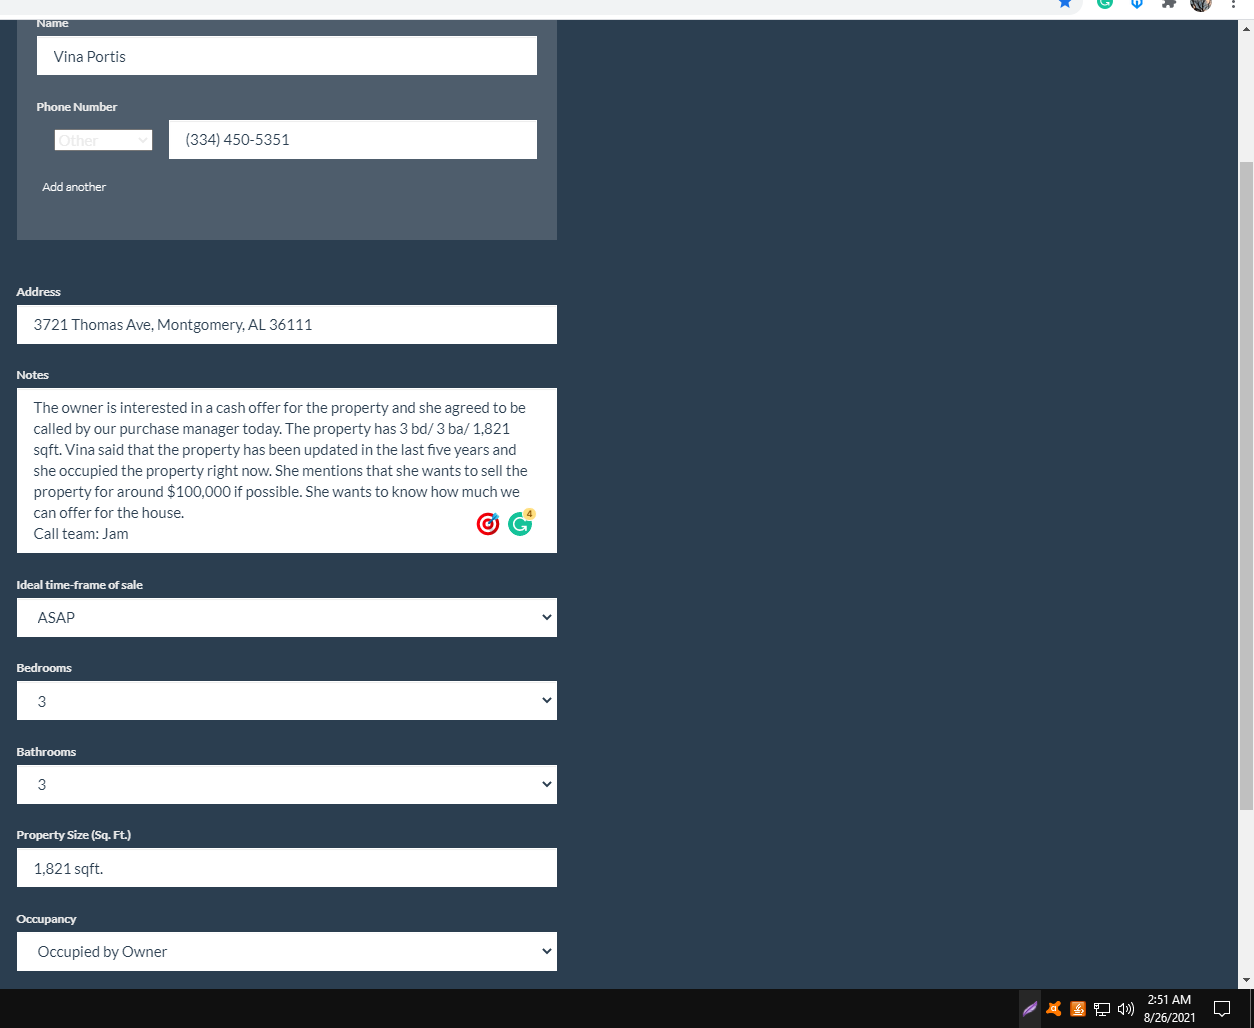 Name
Vina Portis
Phone Number
Other
(334) 450-5351
Add another
Address
3721 Thomas Ave, Montgomery, AL 36111
Notes
The owner is interested in a cash offer for the property and she agreed to be
called by our purchase manager today. The property has 3 bd/ 3 ba/ 1,821
sqft. Vina said that the property has been updated in the last five years and
she occupied the property right now. She mentions that she wants to sell the
property for around $100,000 if possible. She wants to know how much we
can offer for the house.
4
Call team: Jam
Ideal time-frame of sale
ASAP
Bedrooms
3
Bathrooms
3
Property Size (Sq. Ft.)
1,821 sqft.
Occupancy
Occupied by Owner
2:51 AM
8/26/2021